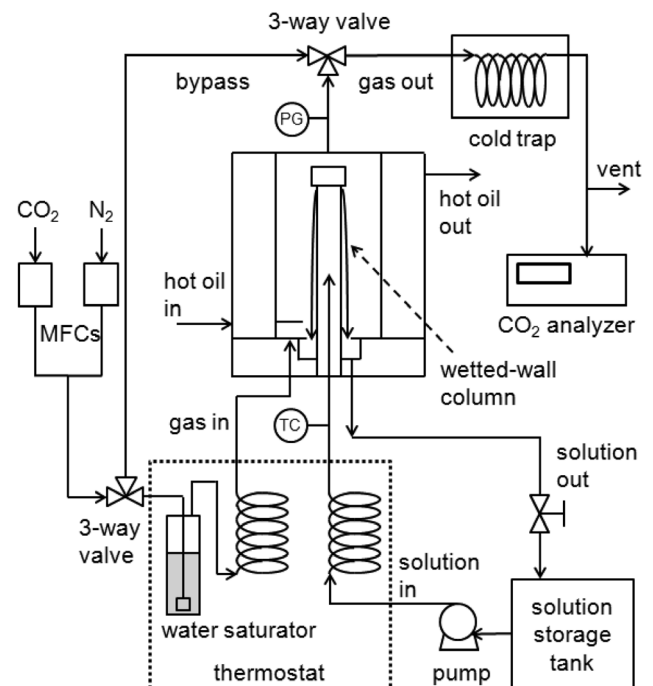 3-way valve
bypass
gas out
PG
cold trap
vent
hot oil
out
CO₂
N₂
hot oil
in
MFCs
CO₂ analyzer
wetted-wall
column
gas in
TC
solution
out
3-way
valve
solution
in
water saturator
solution
storage
tank
thermostat
pump